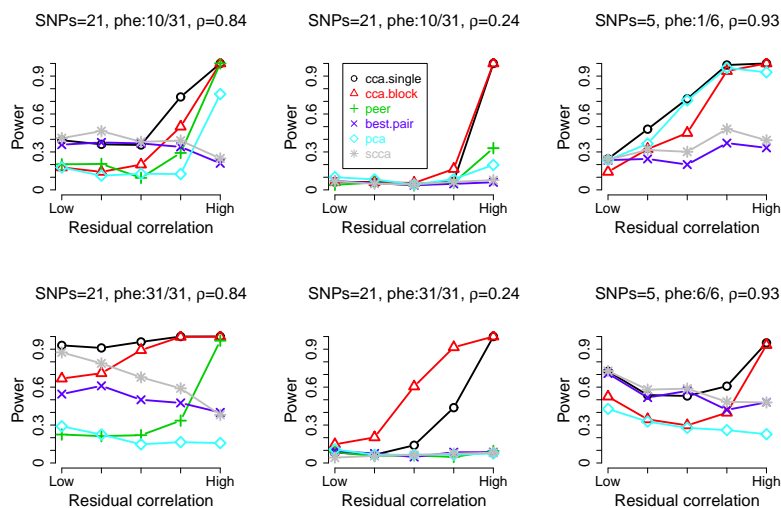 SNPs=21, phe:10/31, ρ=0.84
SNPs=21, phe:10/31, ρ=0.24
SNPs=5, phe:1/6, ρ=0.93
Power
0 0.3 0.6 0.9
Low High
Residual correlation
Power
0 0.3 0.6 0.9
cca.single
cca.block
peer
best.pair
pca
scca
Low High
Residual correlation
Power
0 0.3 0.6 0.9
Low High
Residual correlation
SNPs=21, phe:31/31, ρ=0.84
SNPs=21, phe:31/31, ρ=0.24
SNPs=5, phe:6/6, ρ=0.93
Power
0 0.3 0.6 0.9
Low High
Residual correlation
Power
0 0.3 0.6 0.9
Low High
Residual correlation
Power
0 0.3 0.6 0.9
Low High
Residual correlation